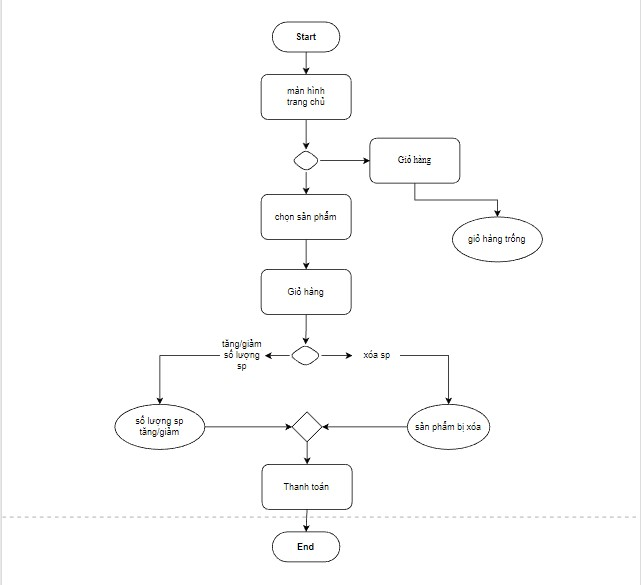 Start
màn hình
trang chủ
Giỏ hàng
chọn sản phẩm
giỏ hàng trống
Giỏ hàng
tăng/giảm
số lượng
sp
xóa sp
số lượng sp
tăng/giảm
sản phẩm bị xóa
Thanh toán
End